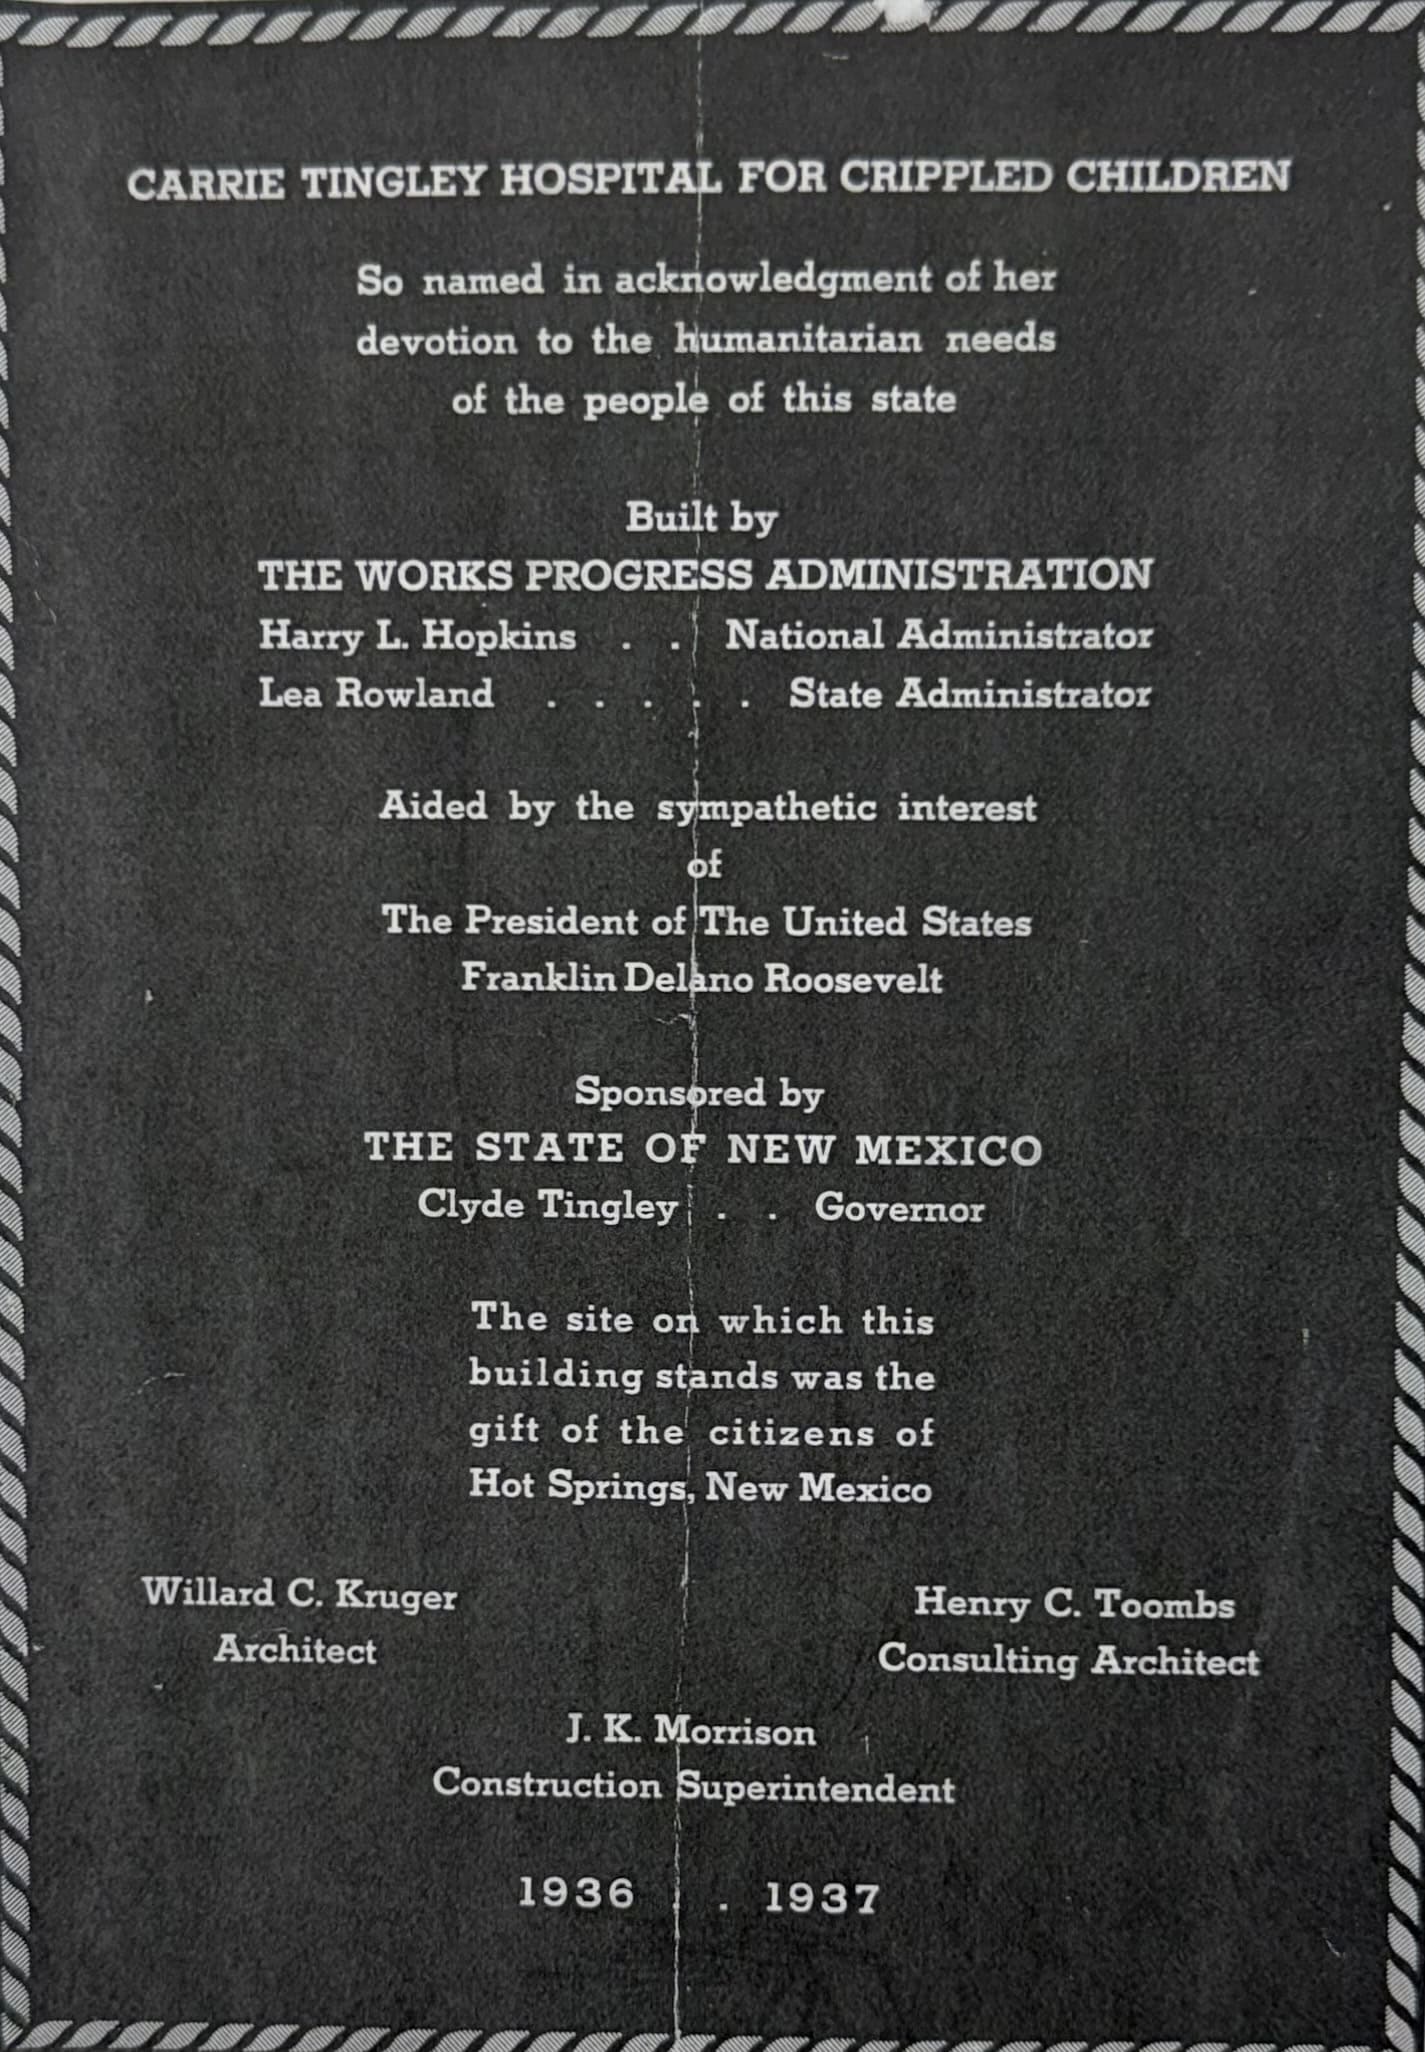 CARRIE TINGLEY HOSPITAL FOR CRIPPLED CHILDREN
So named in acknowledgment of her
devotion to the humanitarian needs
of the people of this state
Built by
THE WORKS PROGRESS ADMINISTRATION
Harry L. Hopkins . . National Administrator
Lea Rowland . . . . . State Administrator
Aided by the sympathetic interest
of
The President of The United States
Franklin Delano Roosevelt
Sponsored by
THE STATE OF NEW MEXICO
Clyde Tingley . . Governor
The site on which this
building stands was the
gift of the citizens of
Hot Springs, New Mexico
Willard C. Kruger
Architect
Henry C. Toombs
Consulting Architect
J. K. Morrison
Construction Superintendent
1936 . . 1937